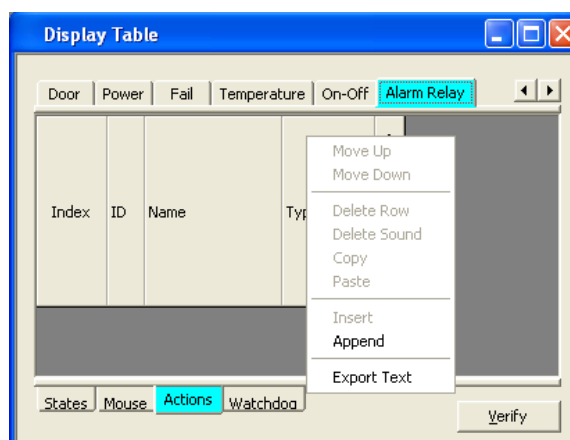 Display Table
Door Power Fail Temperature On-Off Alarm Relay
Index ID Name Typ
Move Up
Move Down
Delete Row
Delete Sound
Copy
Paste
Insert
Append
Export Text
States Mouse Actions Watchdog
Verify